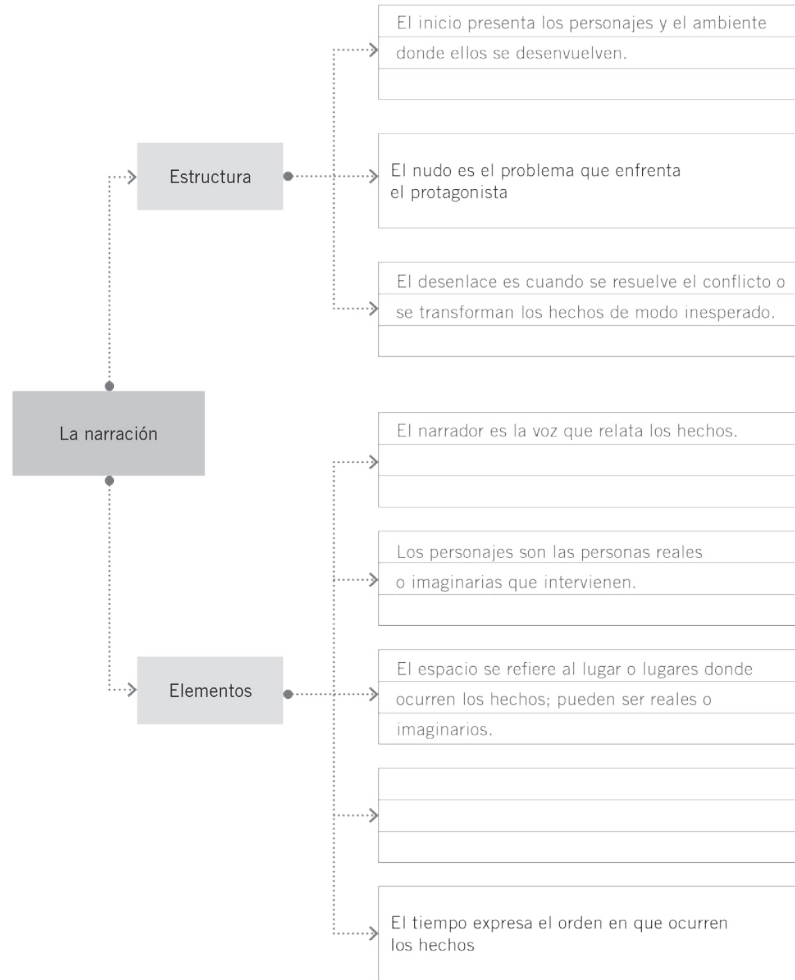 El inicio presenta los personajes y el ambiente
donde ellos se desenvuelven.
Estructura
El nudo es el problema que enfrenta
el protagonista
El desenlace es cuando se resuelve el conflicto o
se transforman los hechos de modo inesperado.
La narración
El narrador es la voz que relata los hechos.
Los personajes son las personas reales
o imaginarias que intervienen.
Elementos
El espacio se refiere al lugar o lugares donde
ocurren los hechos; pueden ser reales o
imaginarios.
El tiempo expresa el orden en que ocurren
los hechos